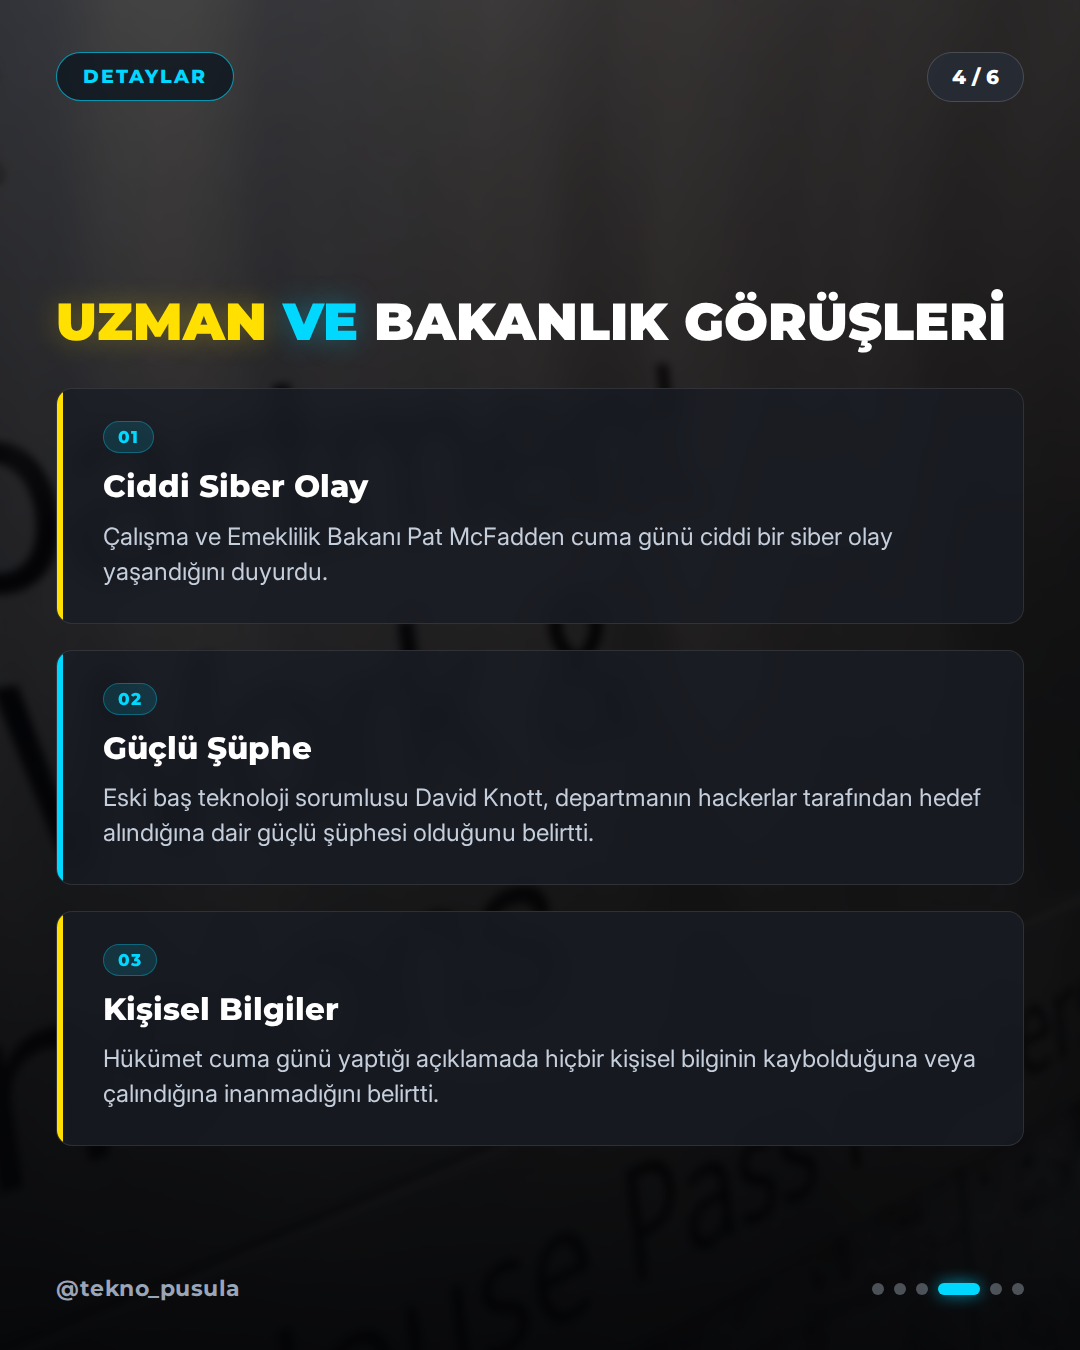 DETAYLAR
4 / 6
UZMAN VE BAKANLIK GÖRÜŞLERİ
01
Ciddi Siber Olay
Çalışma ve Emeklilik Bakanı Pat McFadden cuma günü ciddi bir siber olay
yaşandığını duyurdu.
02
Güçlü Şüphe
Eski baş teknoloji sorumlusu David Knott, departmanın hackerlar tarafından hedef
alındığına dair güçlü şüphesi olduğunu belirtti.
03
Kişisel Bilgiler
Hükümet cuma günü yaptığı açıklamada hiçbir kişisel bilginin kaybolduğuna veya
çalındığına inanmadığını belirtti.
Pass
@tekno_pusula